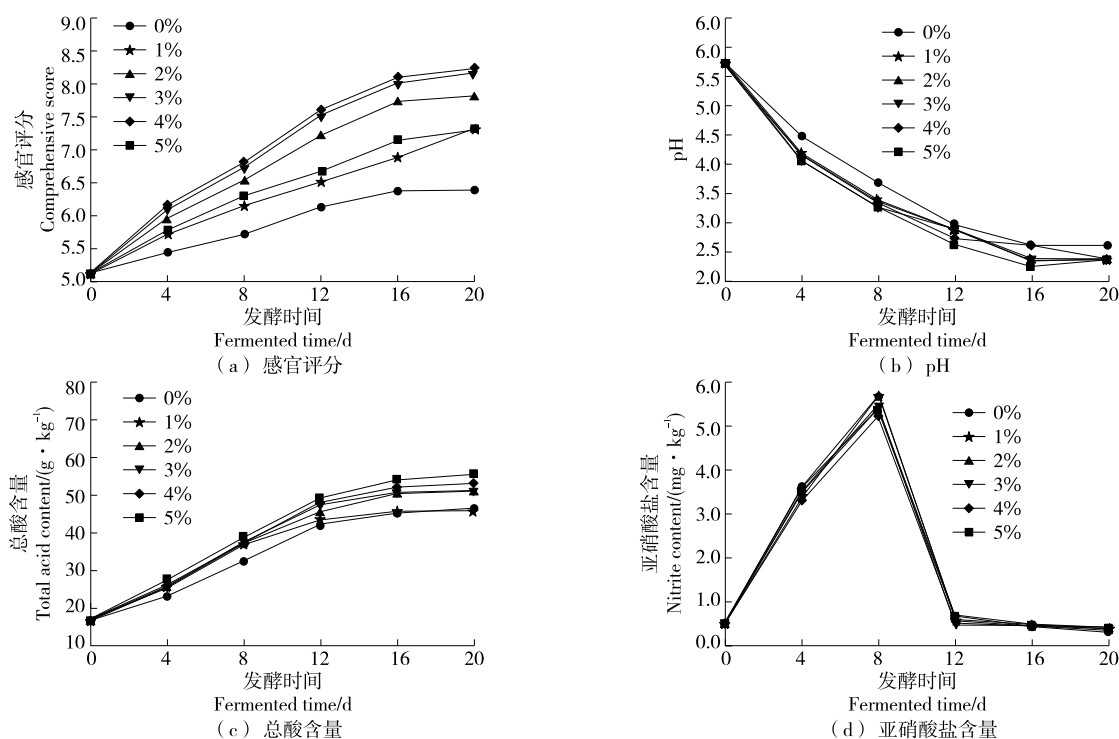 9.0
8.5
8.0
7.5
7.0
6.5
6.0
5.5
5.0
感官评分
Comprehensive score
0%
1%
2%
3%
4%
5%
0 4 8 12 16 20
发酵时间
Fermented time/d
(a) 感官评分
6.0
6.0
5.5
5.0
4.5
4.0
3.5
3.0
2.5
2.0
pH
0%
1%
2%
3%
4%
5%
0 4 8 12 16 20
发酵时间
Fermented time/d
(b) pH
80
70
60
50
40
30
20
10
总酸含量
Total acid content/(g·kg⁻¹)
0%
1%
2%
3%
4%
5%
0 4 8 12 16 20
发酵时间
Fermented time/d
(c) 总酸含量
6.0
5.0
4.0
3.0
2.0
1.0
0.0
亚硝酸盐含量
Nitrite content/(mg·kg⁻¹)
0%
1%
2%
3%
4%
5%
0 4 8 12 16 20
发酵时间
Fermented time/d
(d) 亚硝酸盐含量